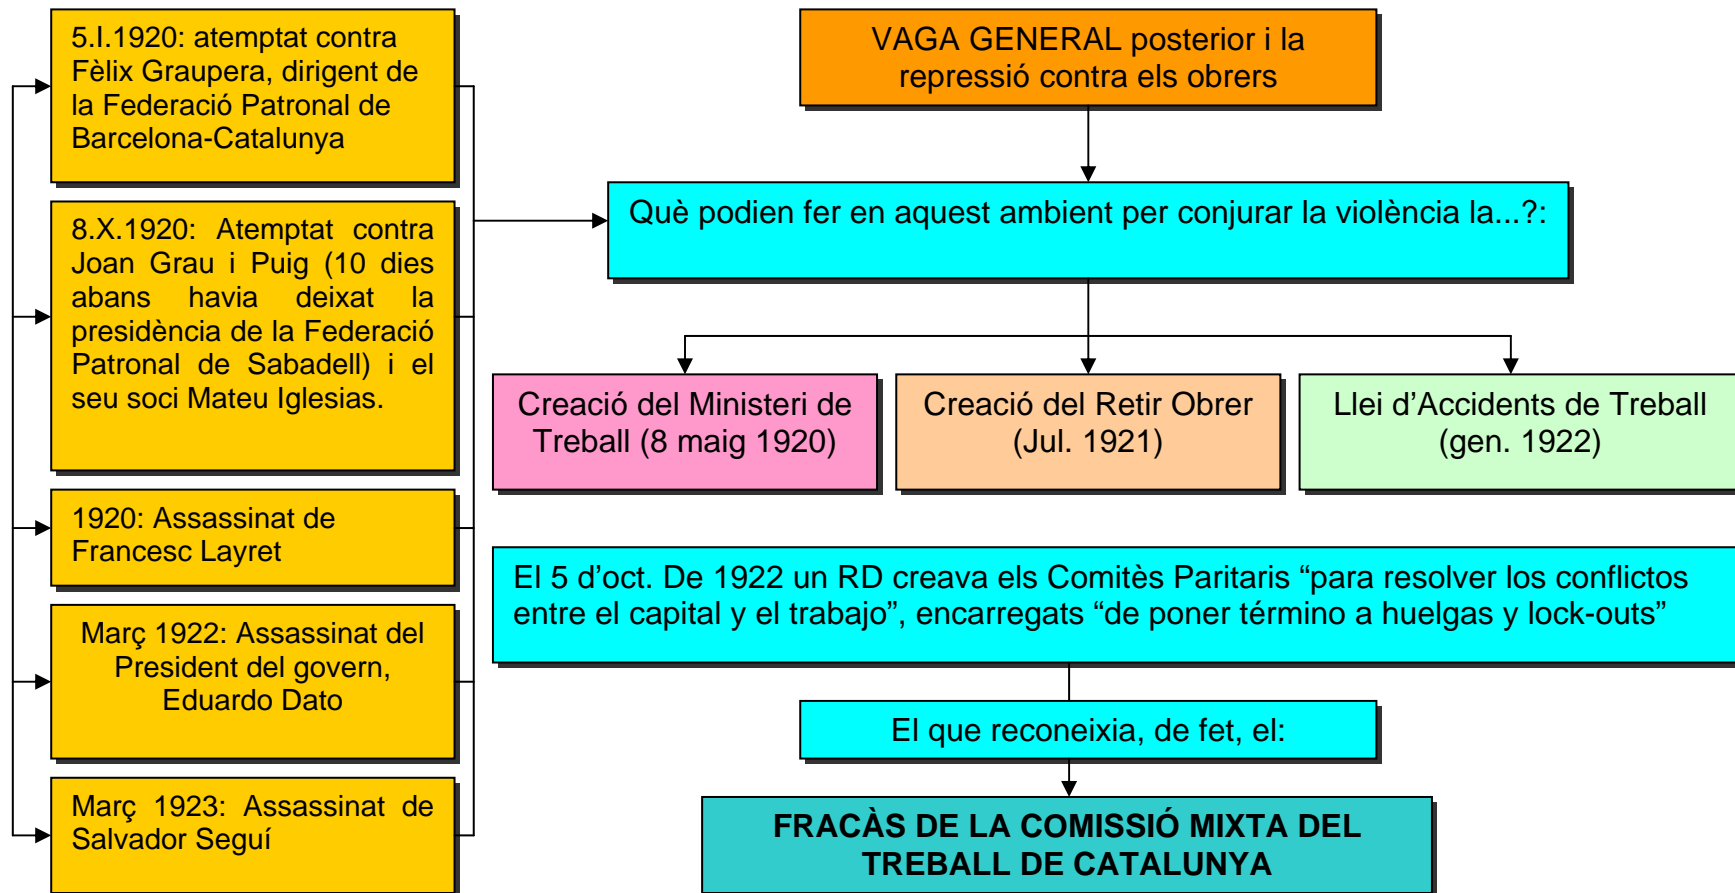 5.I.1920: atemptat contra
Fèlix Graupera, dirigent de
la Federació Patronal de
Barcelona-Catalunya
8.X.1920: Atemptat contra
Joan Grau i Puig (10 dies
abans havia deixat la
presidència de la Federació
Patronal de Sabadell) i el
seu soci Mateu Iglesias.
1920: Assassinat de
Francesc Layret
Març 1922: Assassinat del
President del govern,
Eduardo Dato
Març 1923: Assassinat de
Salvador Seguí
VAGA GENERAL posterior i la
repressió contra els obrers
Què podien fer en aquest ambient per conjurar la violència la...?:
Creació del Ministeri de
Treball (8 maig 1920)
Creació del Retir Obrer
(Jul. 1921)
Llei d’Accidents de Treball
(gen. 1922)
El 5 d’oct. De 1922 un RD creava els Comitès Paritaris “para resolver los conflictos
entre el capital y el trabajo”, encarregats “de poner término a huelgas y lock-outs”
El que reconeixia, de fet, el:
FRACÀS DE LA COMISSIÓ MIXTA DEL
TREBALL DE CATALUNYA